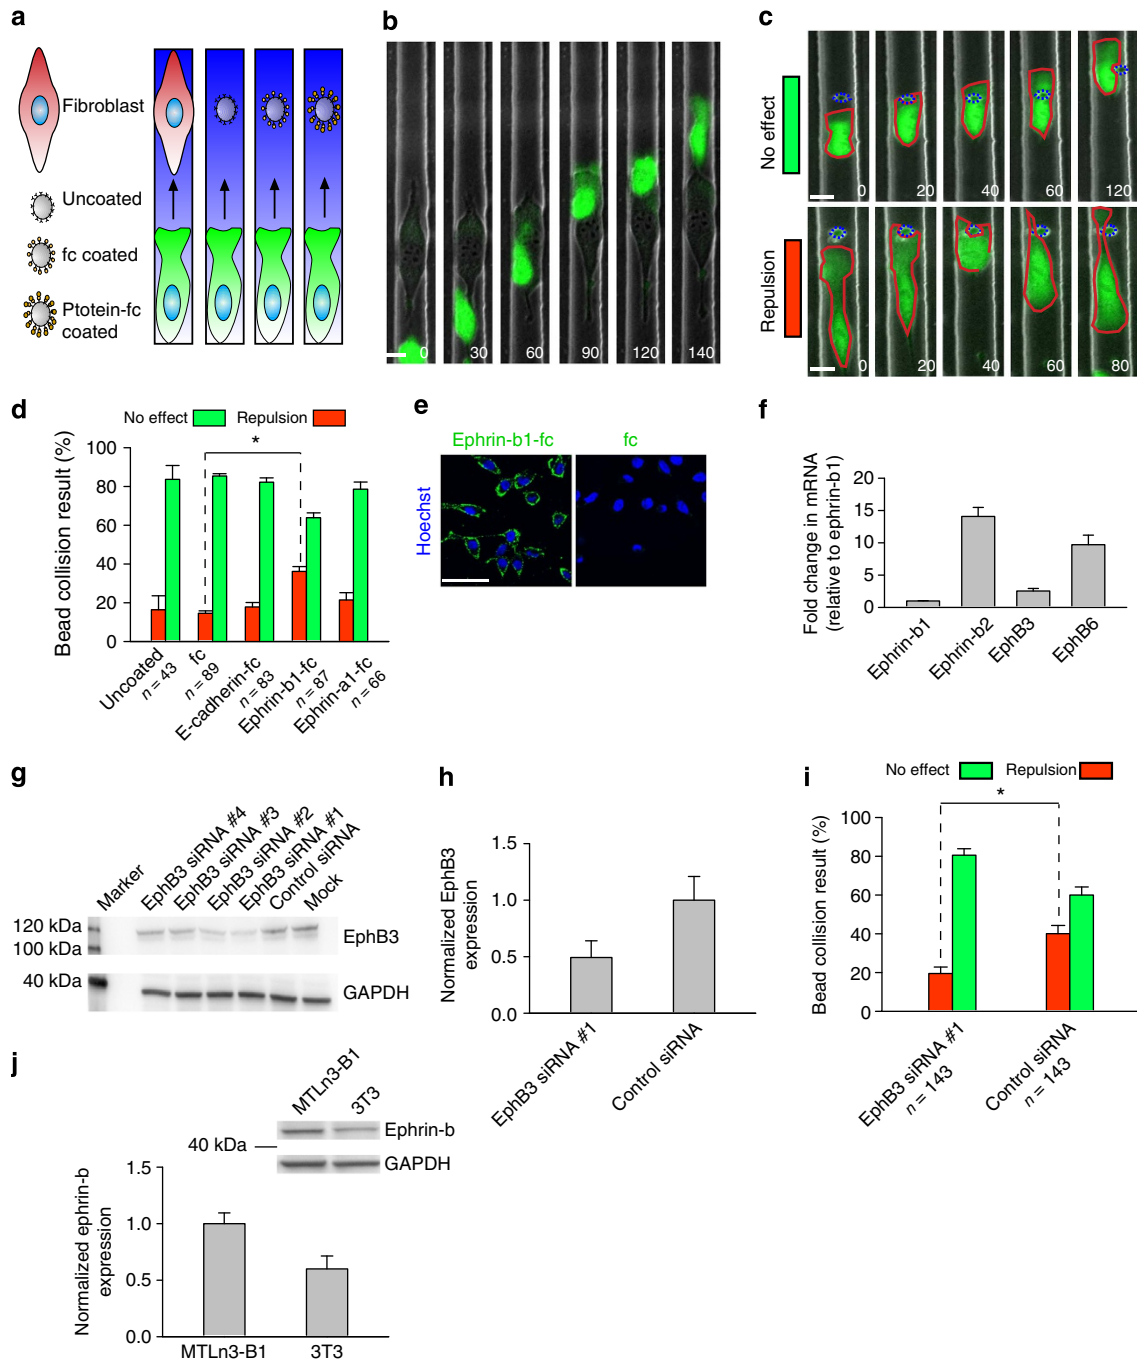 a
Fibroblast
Uncoated
fc coated
Ptotein-fc
coated
b
0
30
60
90
120
140
c
No effect
0
20
40
60
120
Repulsion
0
20
40
60
80
d
No effect
Repulsion
*
Bead collision result (%)
100
80
60
40
20
0
Uncoated
n = 43
fc
n = 89
E-cadherin-fc
n = 83
Ephrin-b1-fc
n = 87
Ephrin-a1-fc
n = 66
e
Ephrin-b1-fc
fc
Hoechst
f
Fold change in mRNA
(relative to ephrin-b1)
20
15
10
5
0
Ephrin-b1
Ephrin-b2
EphB3
EphB6
g
Marker
EphB3 siRNA #4
EphB3 siRNA #3
EphB3 siRNA #2
EphB3 siRNA #1
Control siRNA
Mock
120 kDa
100 kDa
40 kDa
EphB3
GAPDH
h
Normalized EphB3
expression
1.5
1.0
0.5
0.0
EphB3 siRNA #1
Control siRNA
i
No effect
Repulsion
*
Bead collision result (%)
100
80
60
40
20
0
EphB3 siRNA #1
n = 143
Control siRNA
n = 143
j
MTLn3-B1
3T3
Ephrin-b
40 kDa
GAPDH
Normalized ephrin-b
expression
1.5
1.0
0.5
0.0
MTLn3-B1
3T3